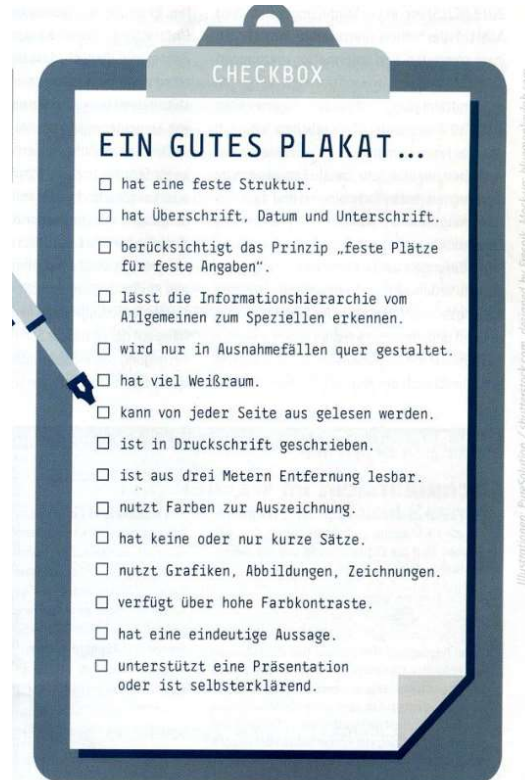 CHECKBOX
EIN GUTES PLAKAT...
hat eine feste Struktur.
hat Überschrift, Datum und Unterschrift.
berücksichtigt das Prinzip „feste Plätze
für feste Angaben“.
lässt die Informationshierarchie vom
Allgemeinen zum Speziellen erkennen.
wird nur in Ausnahmefällen quer gestaltet.
hat viel Weißraum.
kann von jeder Seite aus gelesen werden.
ist in Druckschrift geschrieben.
ist aus drei Metern Entfernung lesbar.
nutzt Farben zur Auszeichnung.
hat keine oder nur kurze Sätze.
nutzt Grafiken, Abbildungen, Zeichnungen.
verfügt über hohe Farbkontraste.
hat eine eindeutige Aussage.
unterstützt eine Präsentation
oder ist selbsterklärend.